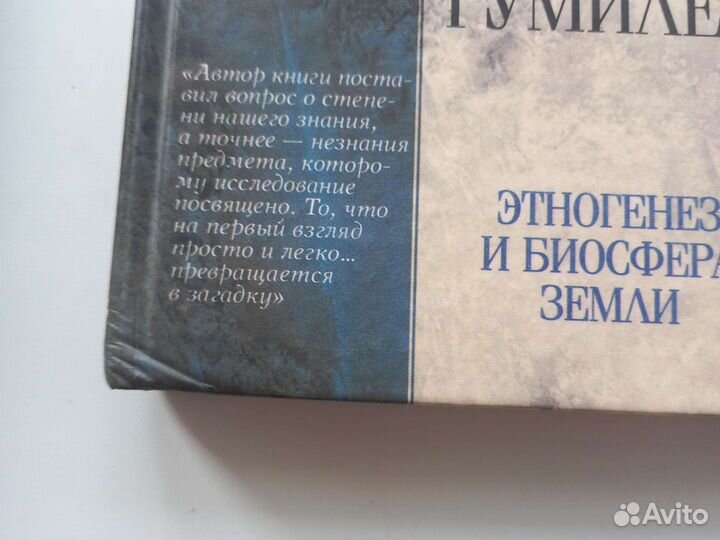 ГУМИЛЕ
«Автор книги поста-
вил вопрос о степе-
ни нашего знания,
а точнее — незнания
предмета, которо-
му исследование
посвящено. То, что
на первый взгляд
просто и легко...
превращается
в загадку»
ЭТНОГЕНЕЗ
И БИОСФЕРА
ЗЕМЛИ
Avito